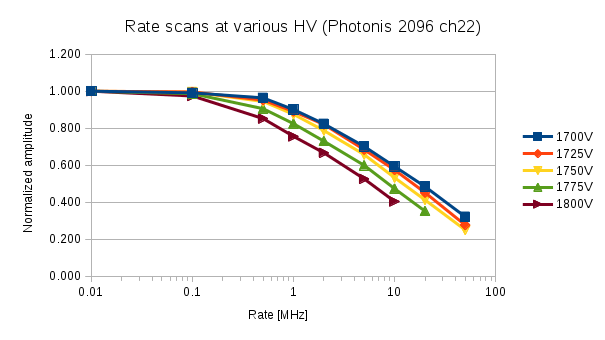 Rate scans at various HV (Photonis 2096 ch22)
1.200
1.000
0.800
0.600
0.400
0.200
0.000
Normalized amplitude
0.01 0.1 1 10 100
Rate [MHz]
1700V
1725V
1750V
1775V
1800V